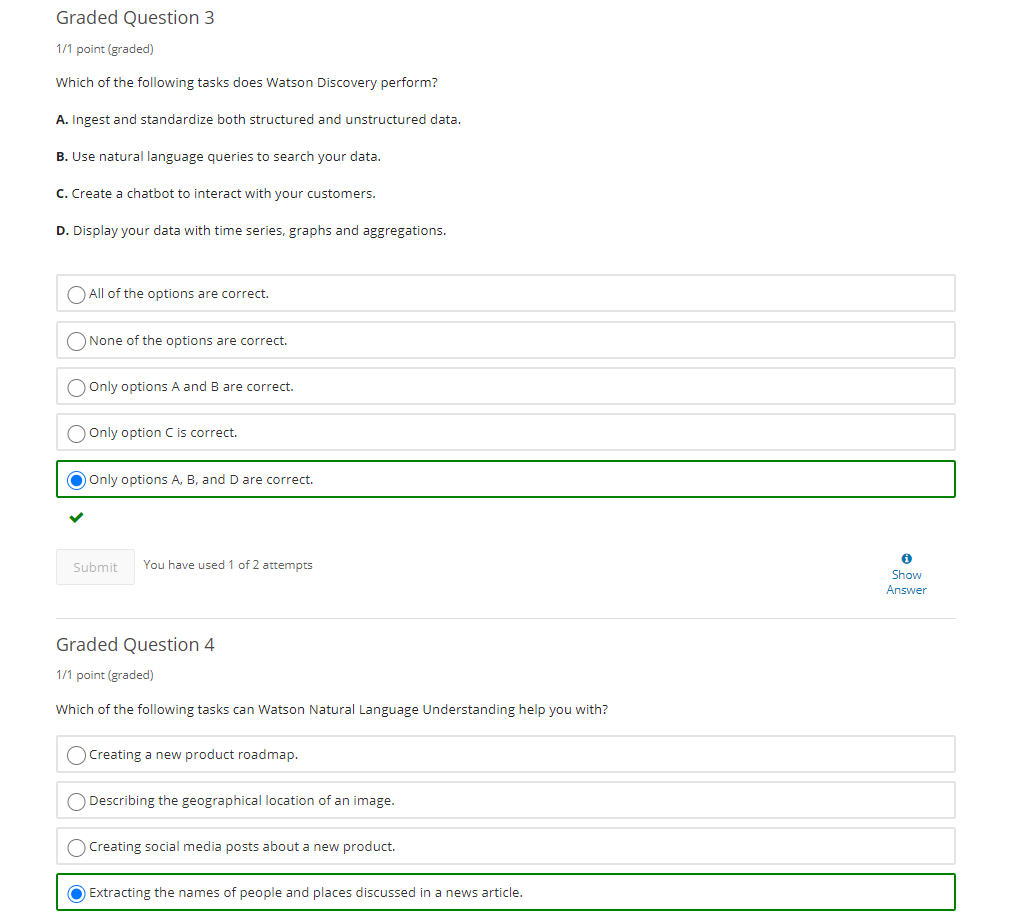 Graded Question 3
1/1 point (graded)
Which of the following tasks does Watson Discovery perform?
A. Ingest and standardize both structured and unstructured data.
B. Use natural language queries to search your data.
C. Create a chatbot to interact with your customers.
D. Display your data with time series, graphs and aggregations.
All of the options are correct.
None of the options are correct.
Only options A and B are correct.
Only option C is correct.
Only options A, B, and D are correct.
Submit
You have used 1 of 2 attempts
Show
Answer
Graded Question 4
1/1 point (graded)
Which of the following tasks can Watson Natural Language Understanding help you with?
Creating a new product roadmap.
Describing the geographical location of an image.
Creating social media posts about a new product.
Extracting the names of people and places discussed in a news article.